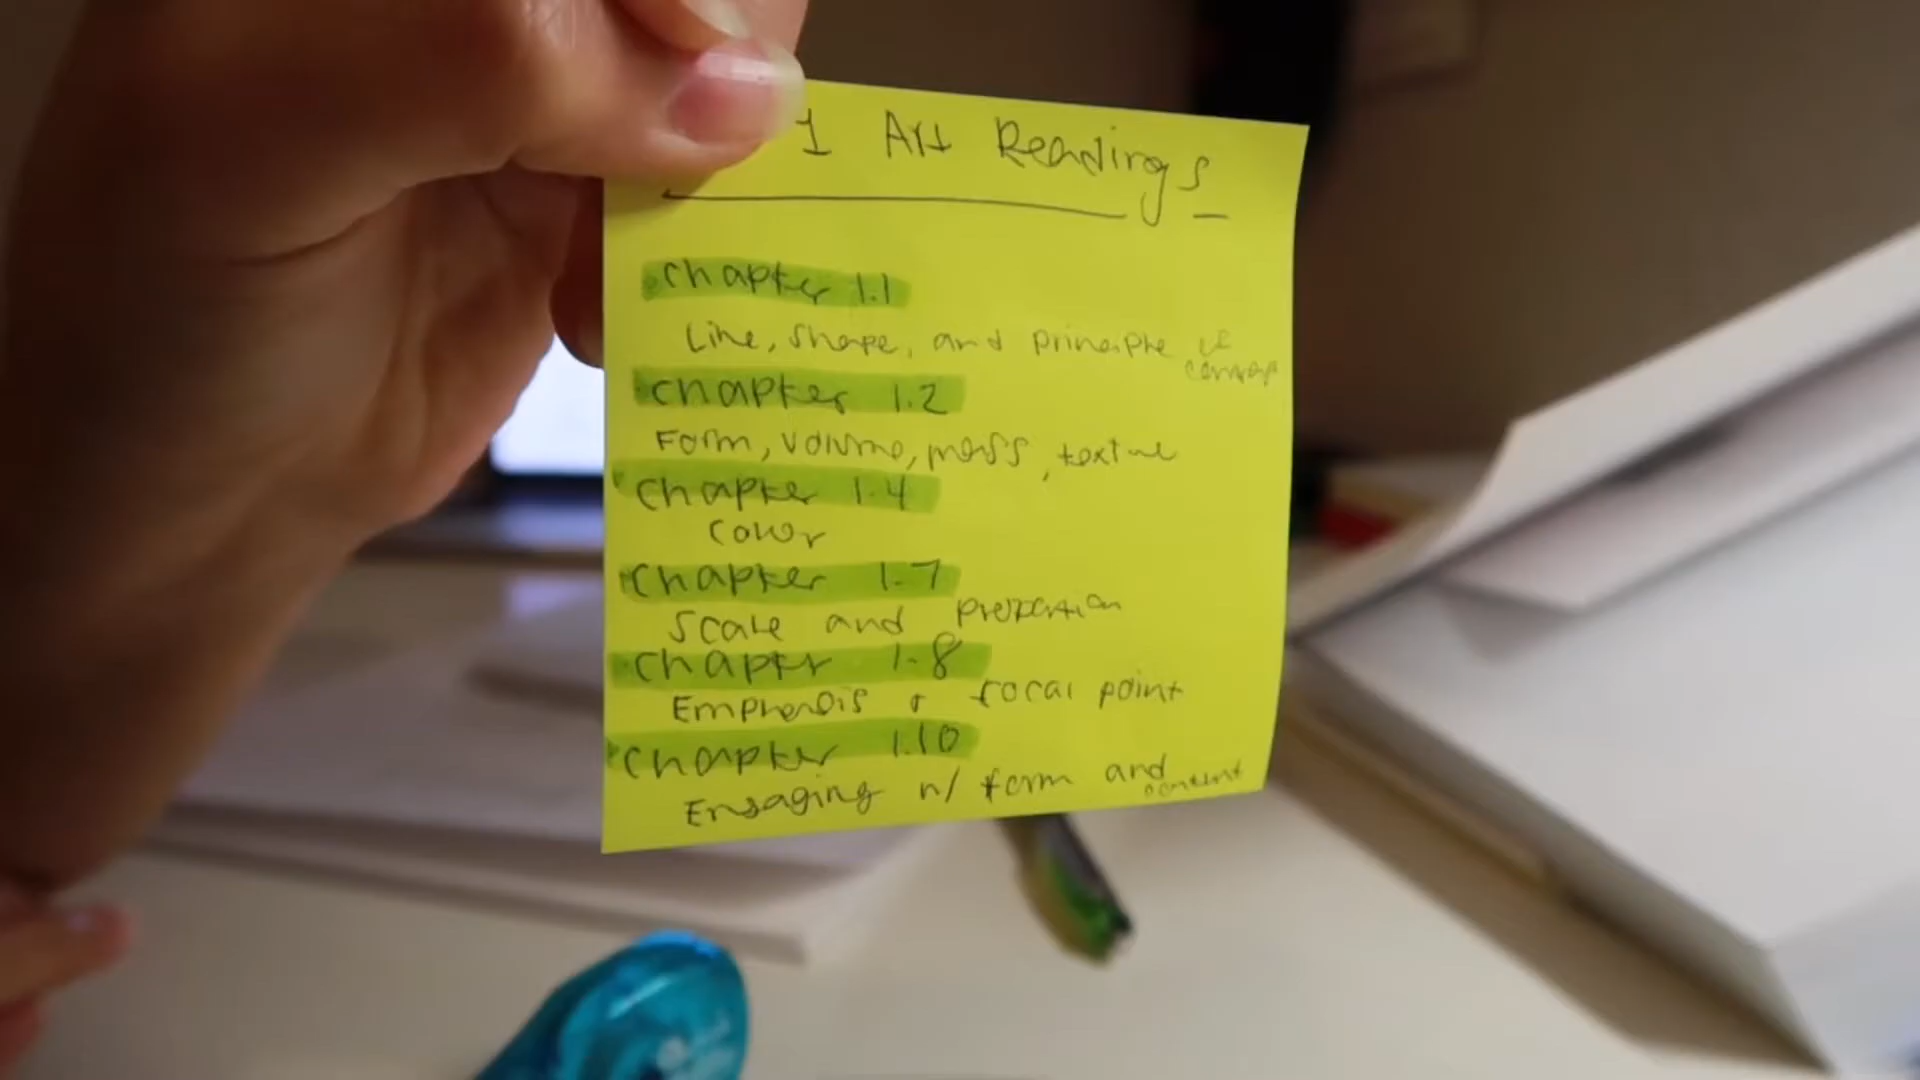 1 Art Readings
Chapter 1.1
Line, Shape, and principle of
contrast
Chapter 1.2
Form, Volume, mass, texture
Chapter 1.4
Color
Chapter 1.7
Scale and proportion
Chapter 1.8
Emphasis + focal point
Chapter 1.10
Engaging w/ form and
content